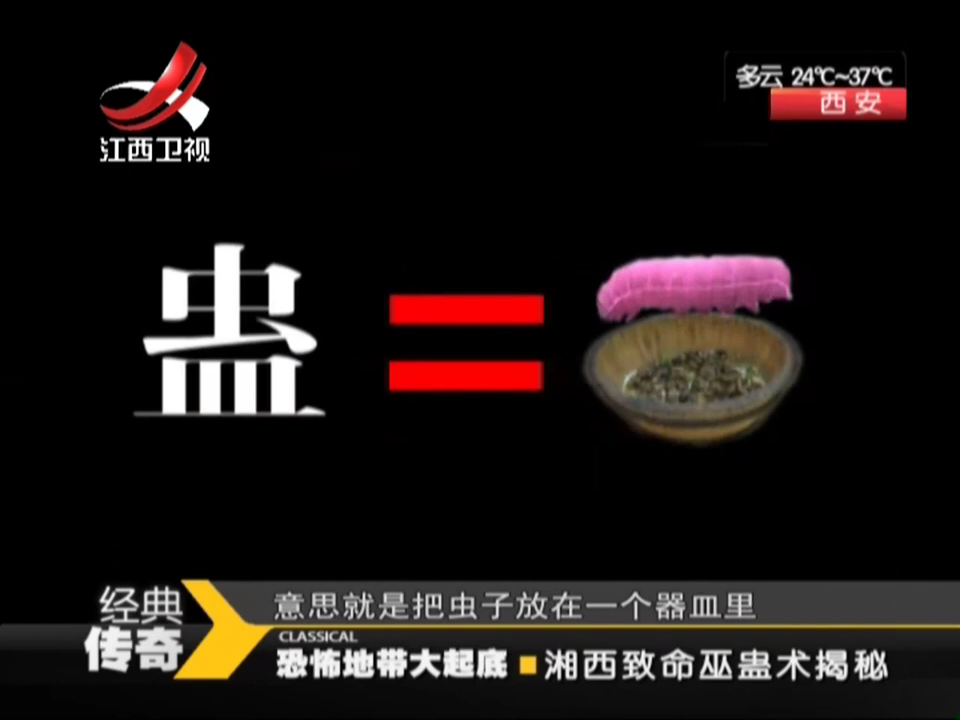 江西卫视
多云 24℃~37℃
西安
蛊
经典
传奇
意思就是把虫子放在一个器皿里
CLASSICAL
恐怖地带大起底 ■ 湘西致命巫蛊术揭秘